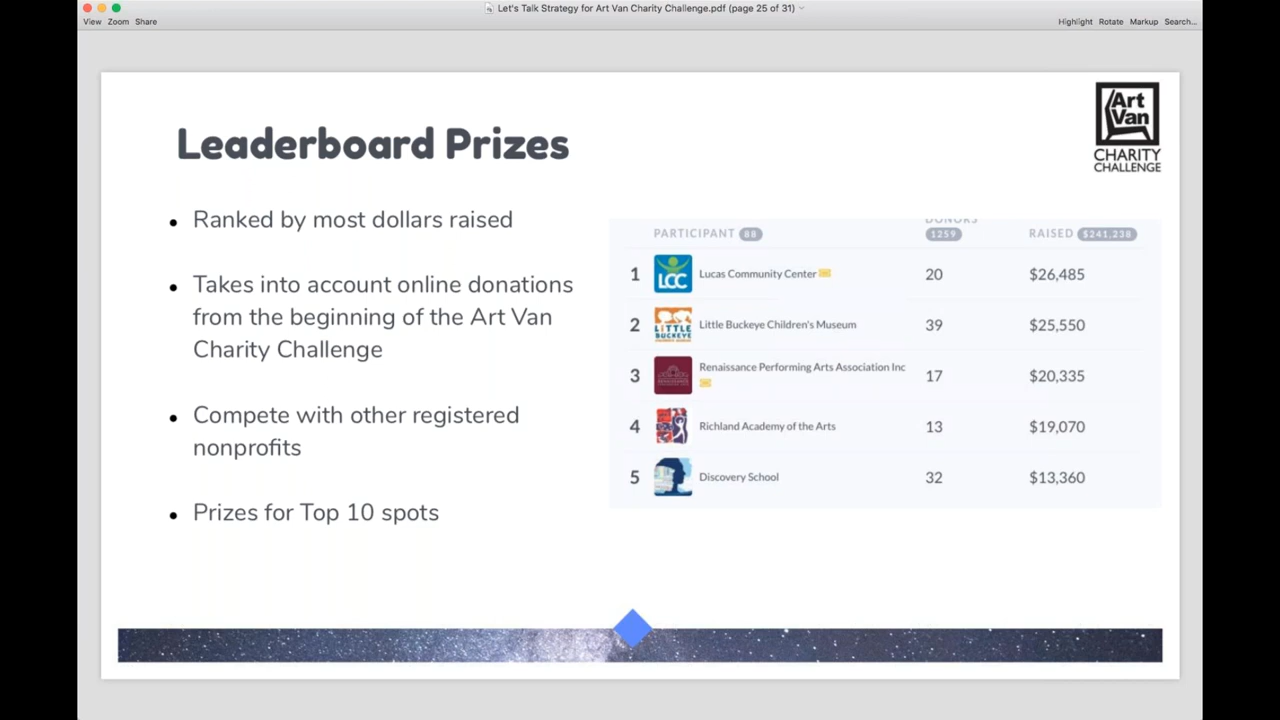 Let's Talk Strategy for Art Van Charity Challenge.pdf (page 25 of 31)
View Zoom Share
Highlight Rotate Markup Search...
Art
Van
CHARITY
CHALLENGE
Leaderboard Prizes
• Ranked by most dollars raised
• Takes into account online donations
from the beginning of the Art Van
Charity Challenge
• Compete with other registered
nonprofits
• Prizes for Top 10 spots
DONORS
PARTICIPANT 88 1259 RAISED $241,238
1 LCC Lucas Community Center 20 $26,485
2 LITTLE BUCKEYE Little Buckeye Children's Museum 39 $25,550
3 Renaissance Performing Arts Association Inc 17 $20,335
4 Richland Academy of the Arts 13 $19,070
5 Discovery School 32 $13,360